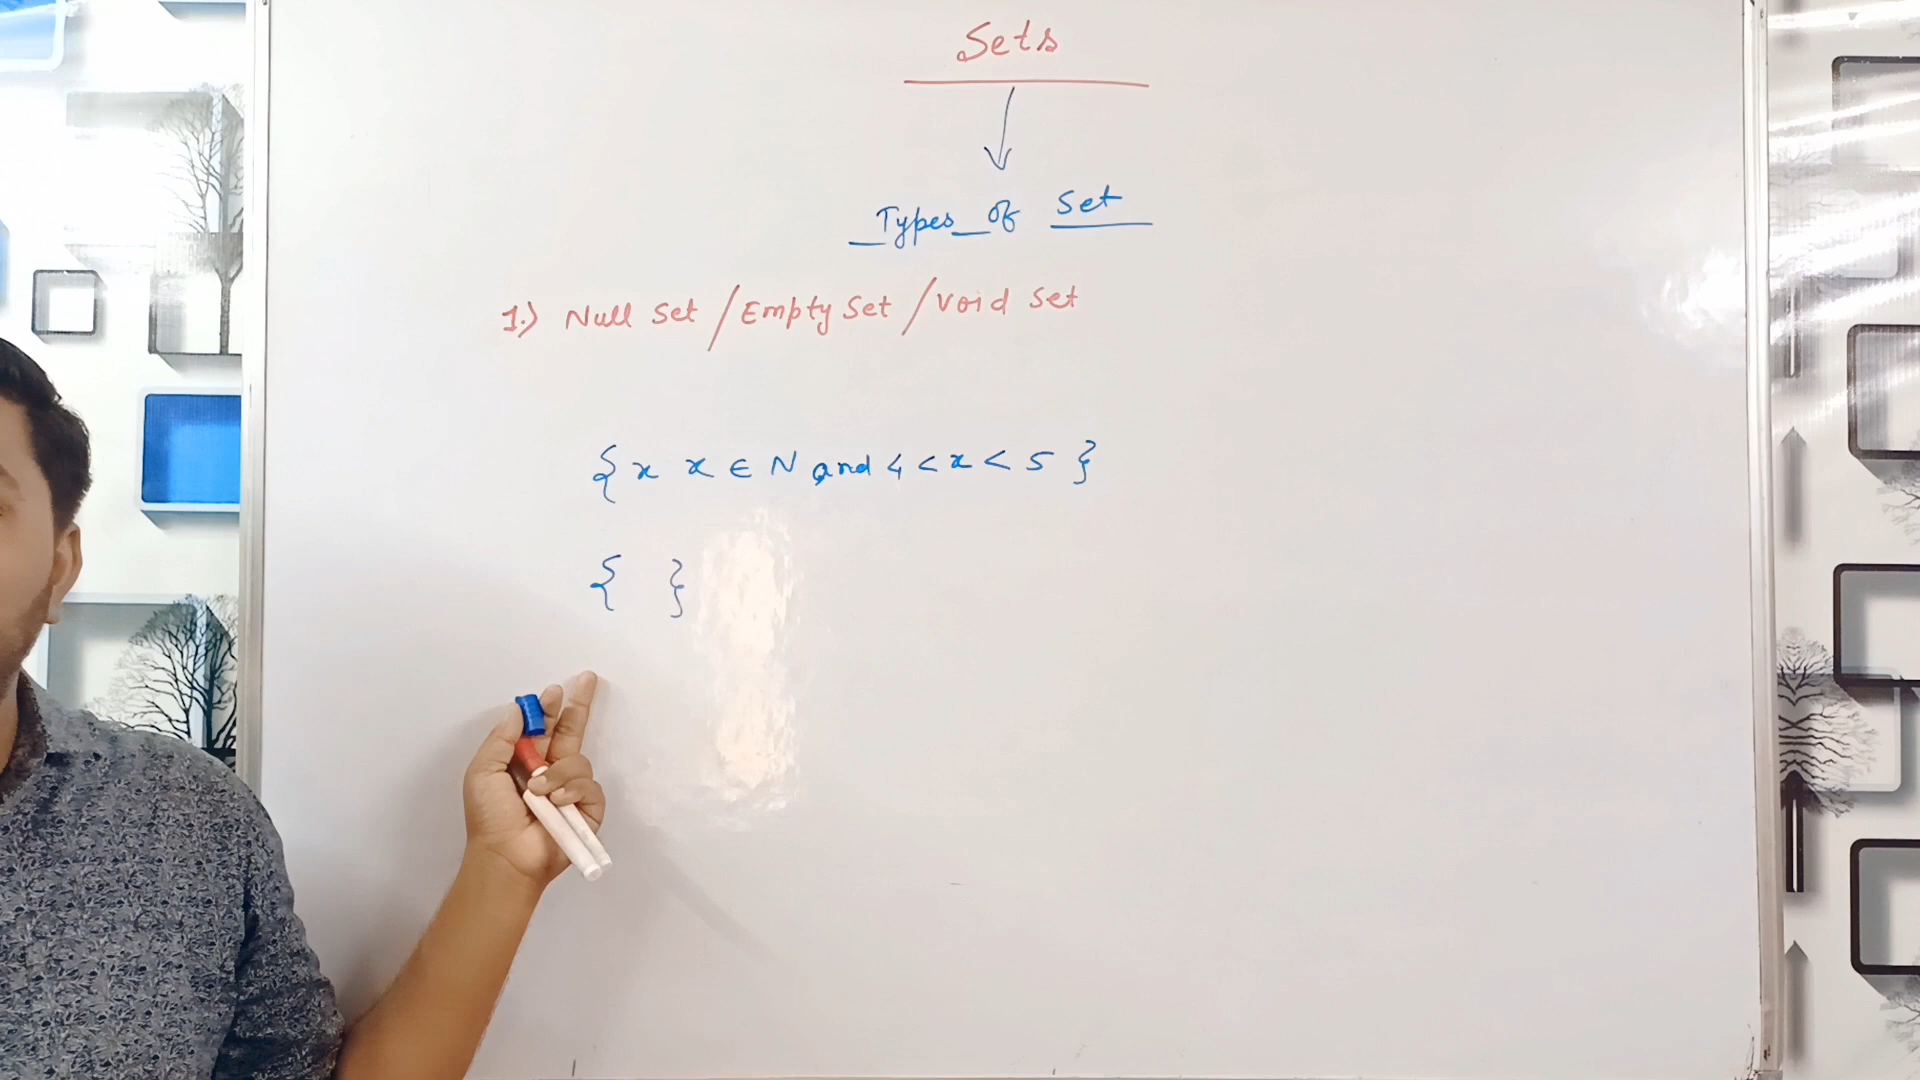 Sets
Types of Set
1.) Null Set / Empty Set / Void Set
{ x x ∈ N and 4 < x < 5 }
{ }